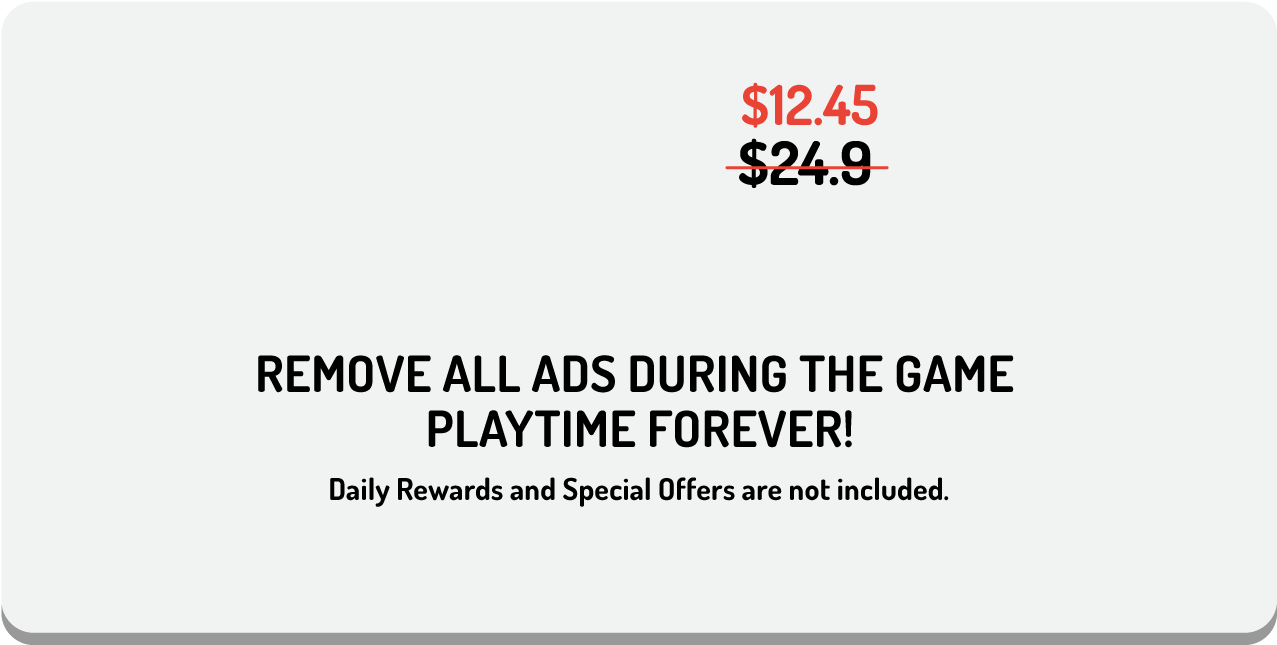 $12.45
$24.9
REMOVE ALL ADS DURING THE GAME
PLAYTIME FOREVER!
Daily Rewards and Special Offers are not included.